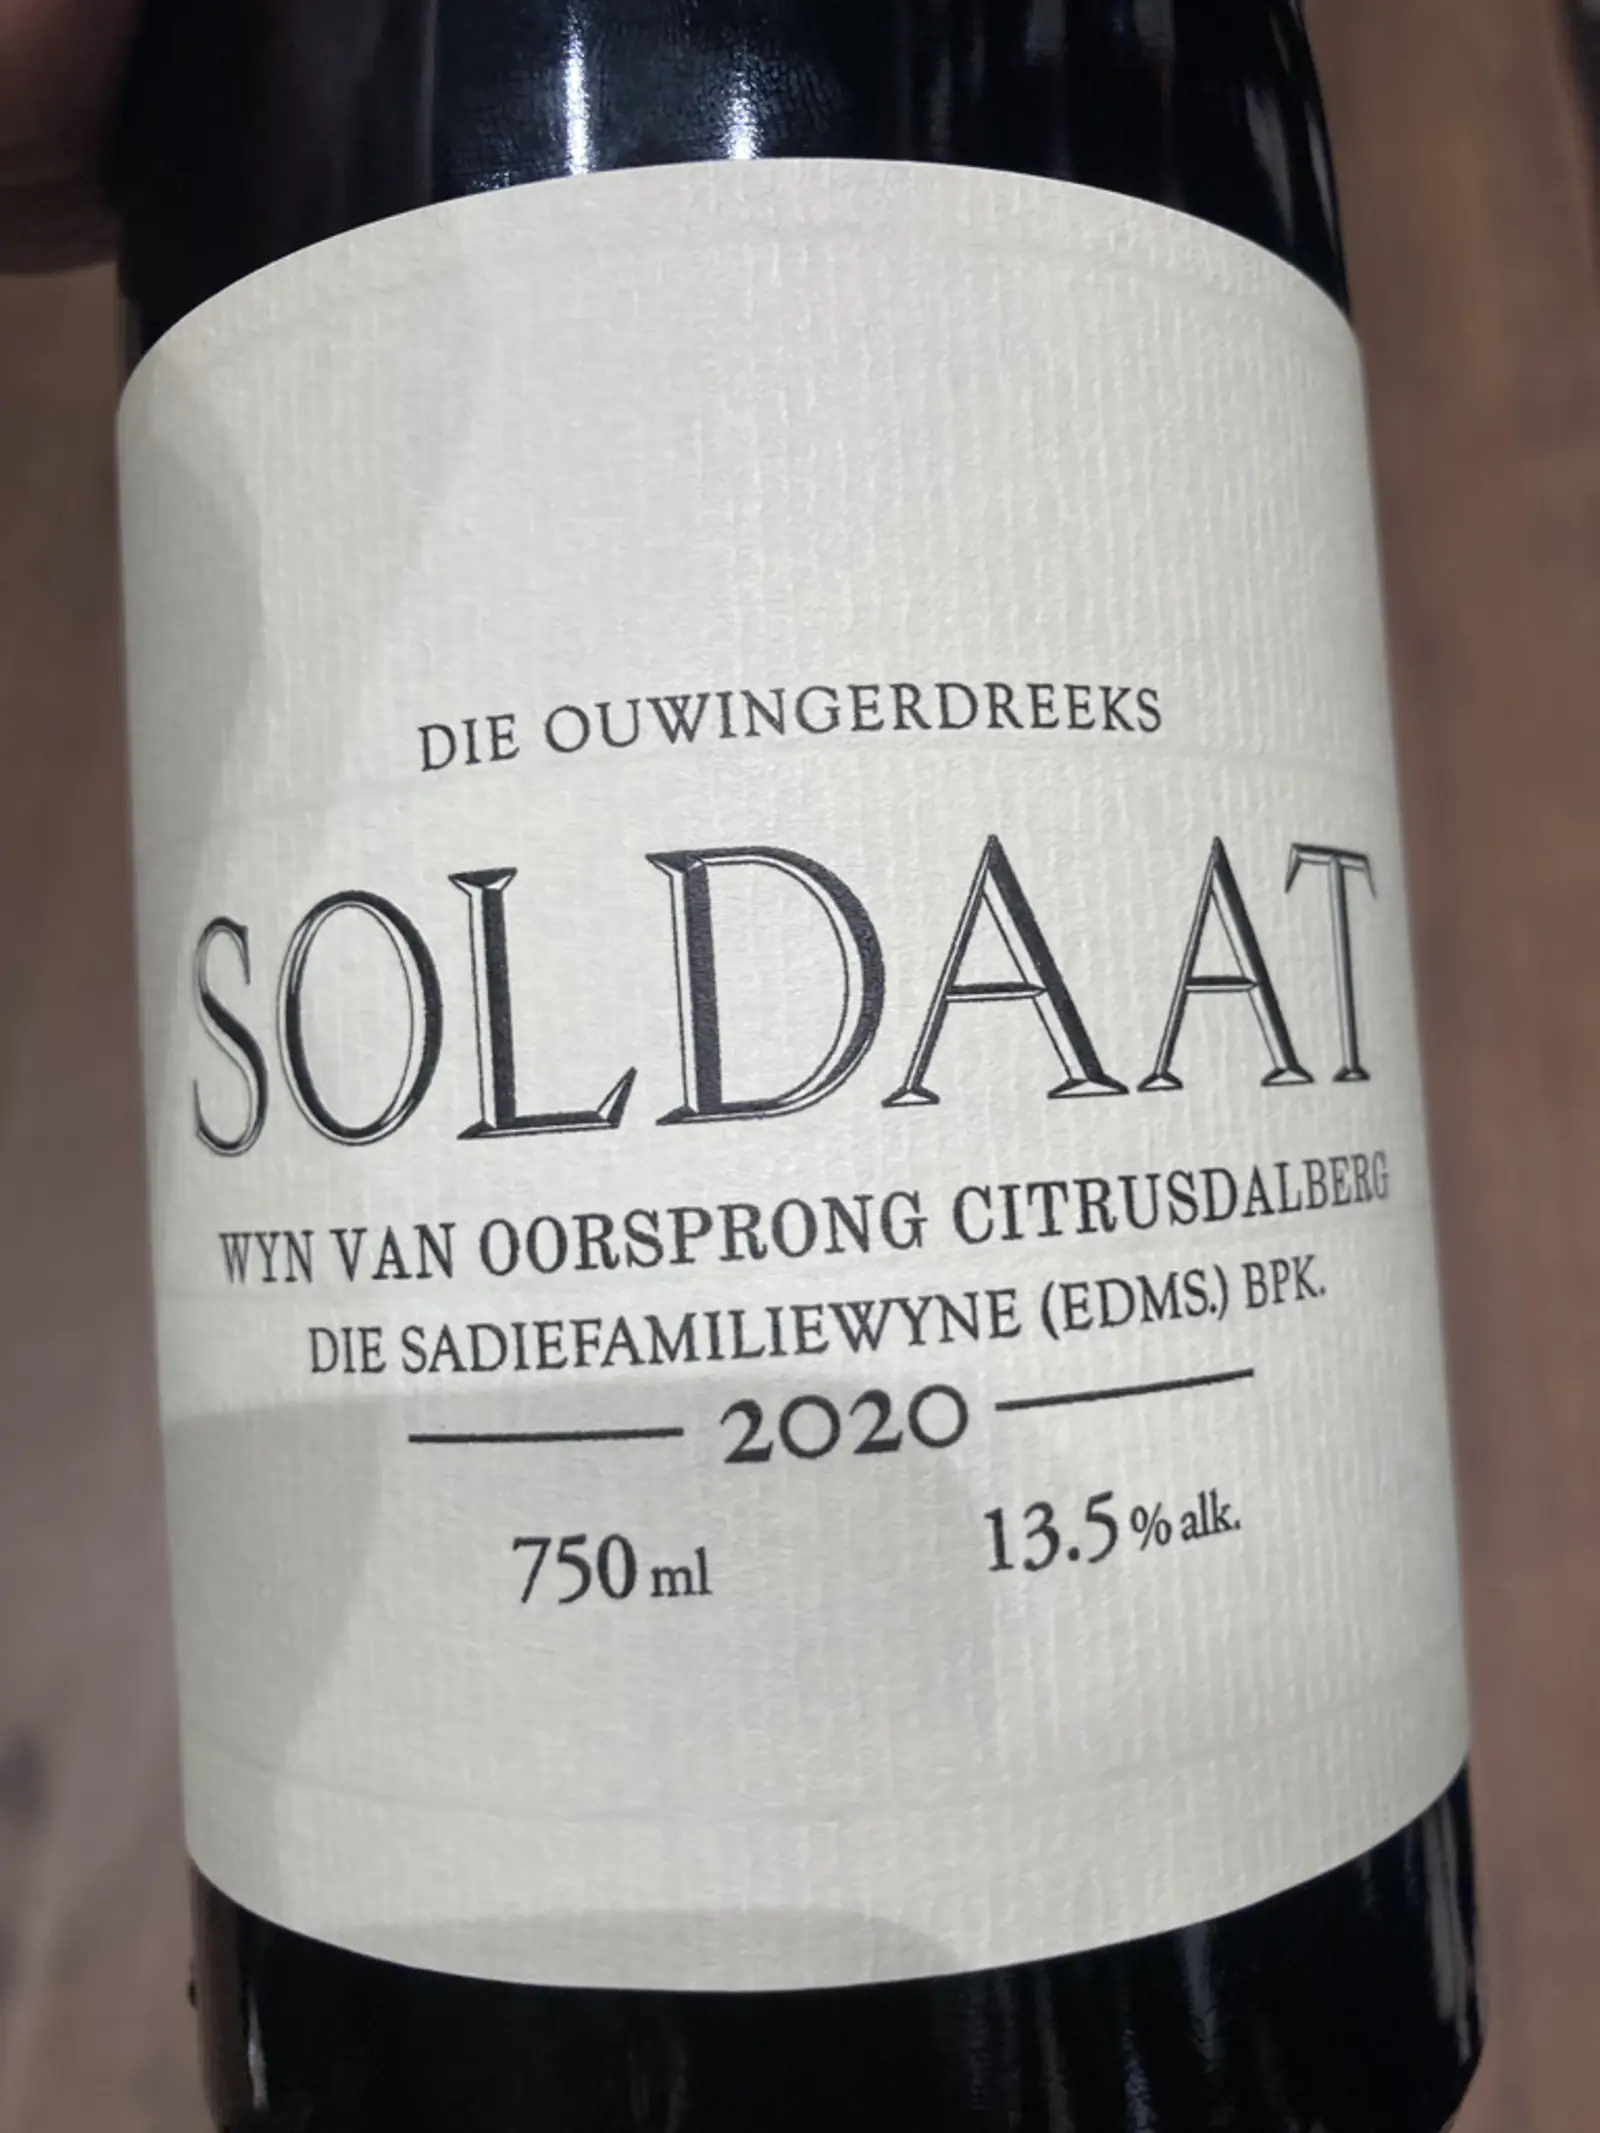 DIE OUWINGERDREEKS
SOLDAAT
WYN VAN OORSPRONG CITRUSDALBERG
DIE SADIEFAMILIEWYNE (EDMS.) BPK.
2020
750 ml 13.5 % alk.